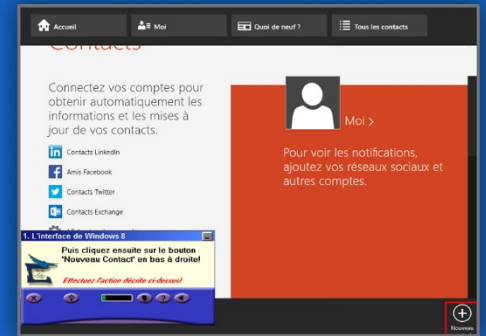 Accueil
Moi
Quoi de neuf ?
Tous les contacts
Contacts
Connectez vos comptes pour
obtenir automatiquement les
informations et les mises à
jour de vos contacts.
Contacts LinkedIn
Amis Facebook
Contacts Twitter
Contacts Exchange
Moi >
Pour voir les notifications,
ajoutez vos réseaux sociaux et
autres comptes.
1. L'interface de Windows 8
Puis cliquez ensuite sur le bouton
'Nouveau Contact' en bas à droite!
Effectuez l'action décrite ci-dessus!
Nouveau